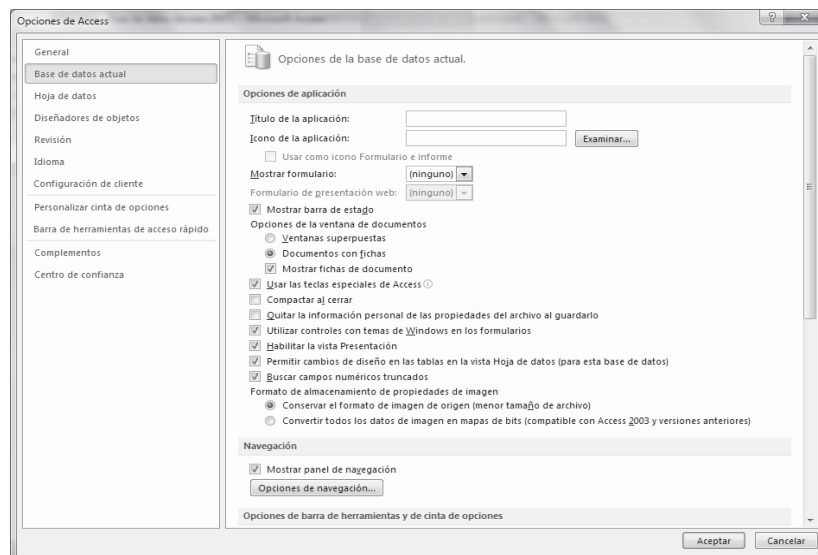 Opciones de Access
General
Base de datos actual
Hoja de datos
Diseñadores de objetos
Revisión
Idioma
Configuración de cliente
Personalizar cinta de opciones
Barra de herramientas de acceso rápido
Complementos
Centro de confianza
Opciones de la base de datos actual.
Opciones de aplicación
Título de la aplicación:
Icono de la aplicación: Examinar...
Usar como icono Formulario e informe
Mostrar formulario: (ninguno)
Formulario de presentación web: (ninguno)
Mostrar barra de estado
Opciones de la ventana de documentos
Ventanas superpuestas
Documentos con fichas
Mostrar fichas de documento
Usar las teclas especiales de Access
Compactar al cerrar
Quitar la información personal de las propiedades del archivo al guardarlo
Utilizar controles con temas de Windows en los formularios
Habilitar la vista Presentación
Permitir cambios de diseño en las tablas en la vista Hoja de datos (para esta base de datos)
Buscar campos numéricos truncados
Formato de almacenamiento de propiedades de imagen
Conservar el formato de imagen de origen (menor tamaño de archivo)
Convertir todos los datos de imagen en mapas de bits (compatible con Access 2003 y versiones anteriores)
Navegación
Mostrar panel de navegación
Opciones de navegación...
Opciones de barra de herramientas y de cinta de opciones
Aceptar Cancelar